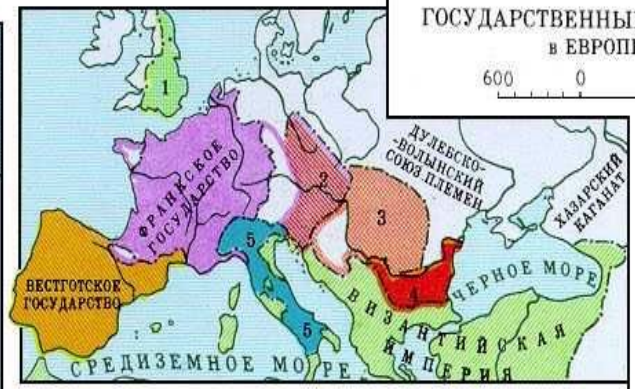 ГОСУДАРСТВЕННЫ
в ЕВРОП
600 0
1
ФРАНКСКОЕ
ГОСУДАРСТВО
2
3
ДУЛЕБСКО-
-ВОЛЫНСКИЙ
СОЮЗ ПЛЕМЕН
ХАЗАРСКИЙ
КАГАНАТ
5
4
ВЕСТГОТСКОЕ
ГОСУДАРСТВО
5
ЧЕРНОЕ МОРЕ
ВИЗАНТИЙСКАЯ
ИМПЕРИЯ
СРЕДИЗЕМНОЕ МОРЕ